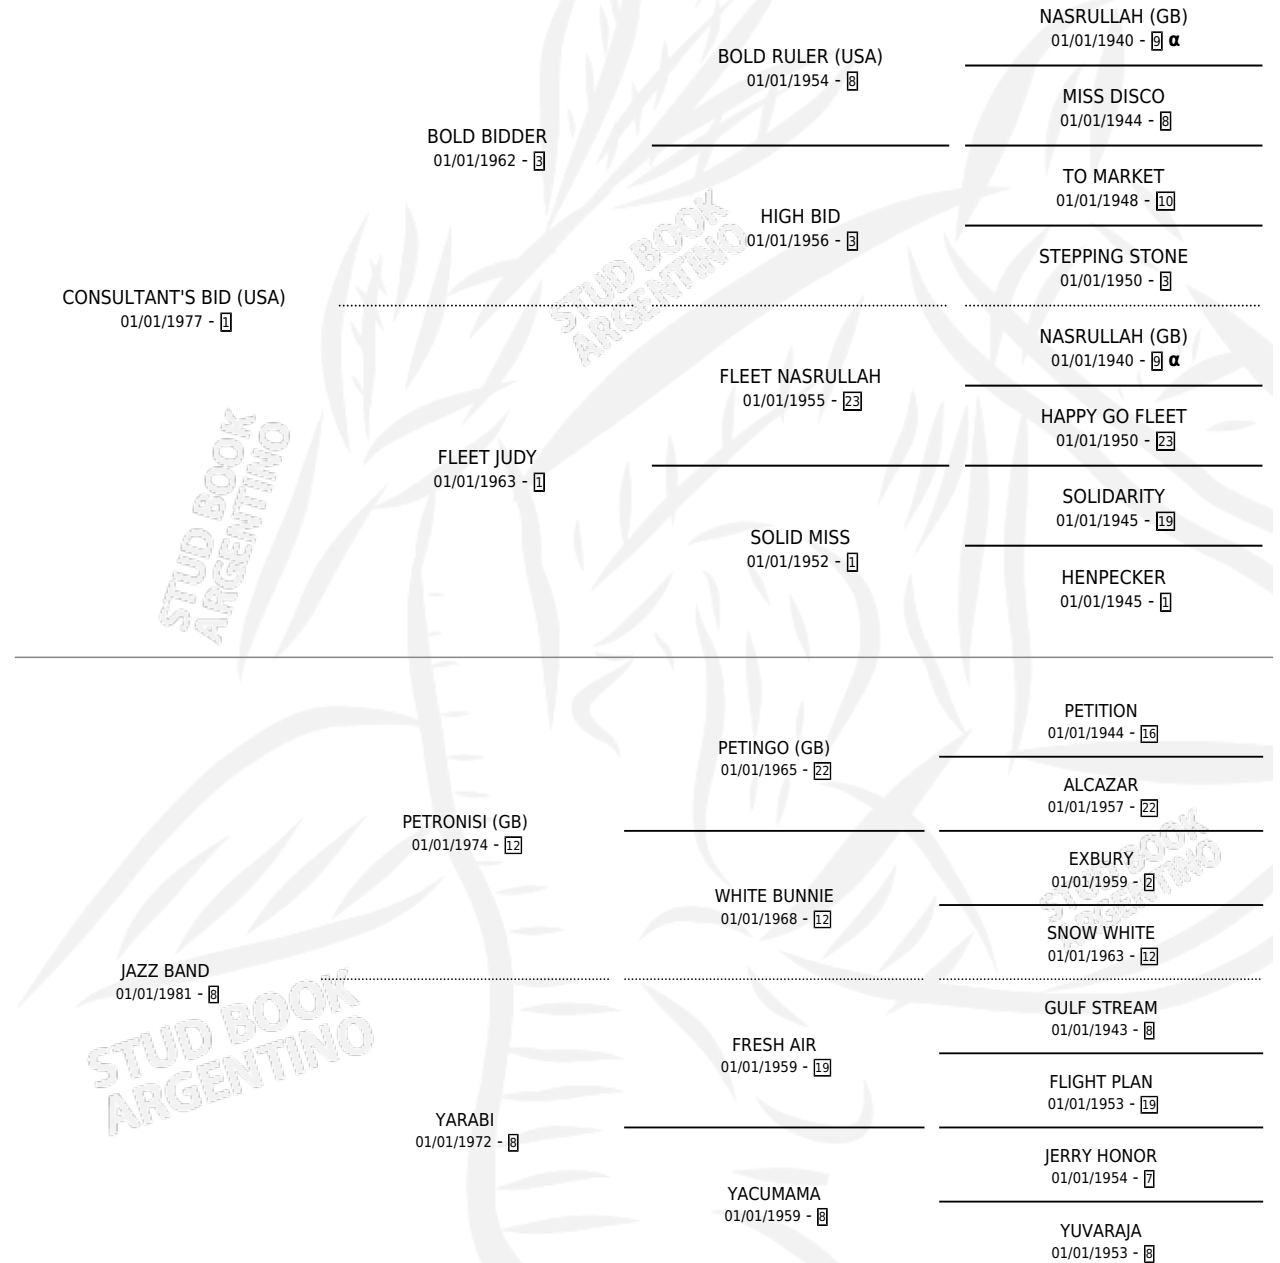 NASRULLAH (GB)
01/01/1940 - 9 α
BOLD RULER (USA)
01/01/1954 - 8
MISS DISCO
01/01/1944 - 8
BOLD BIDDER
01/01/1962 - 3
TO MARKET
01/01/1948 - 10
HIGH BID
01/01/1956 - 3
STEPPING STONE
01/01/1950 - 3
CONSULTANT'S BID (USA)
01/01/1977 - 1
NASRULLAH (GB)
01/01/1940 - 9 α
FLEET NASRULLAH
01/01/1955 - 23
HAPPY GO FLEET
01/01/1950 - 23
FLEET JUDY
01/01/1963 - 1
SOLIDARITY
01/01/1945 - 19
SOLID MISS
01/01/1952 - 1
HENPECKER
01/01/1945 - 1
PETITION
01/01/1944 - 16
PETINGO (GB)
01/01/1965 - 22
ALCAZAR
01/01/1957 - 22
PETRONISI (GB)
01/01/1974 - 12
EXBURY
01/01/1959 - 2
WHITE BUNNIE
01/01/1968 - 12
SNOW WHITE
01/01/1963 - 12
JAZZ BAND
01/01/1981 - 8
GULF STREAM
01/01/1943 - 8
FRESH AIR
01/01/1959 - 19
FLIGHT PLAN
01/01/1953 - 19
YARABI
01/01/1972 - 8
JERRY HONOR
01/01/1954 - 7
YACUMAMA
01/01/1959 - 8
YUVARAJA
01/01/1953 - 8
STUD BOOK
ARGENTINO
STUD BOOK
ARGENTINO
STUD BOOK
ARGENTINO
STUD BOOK
ARGENTINO